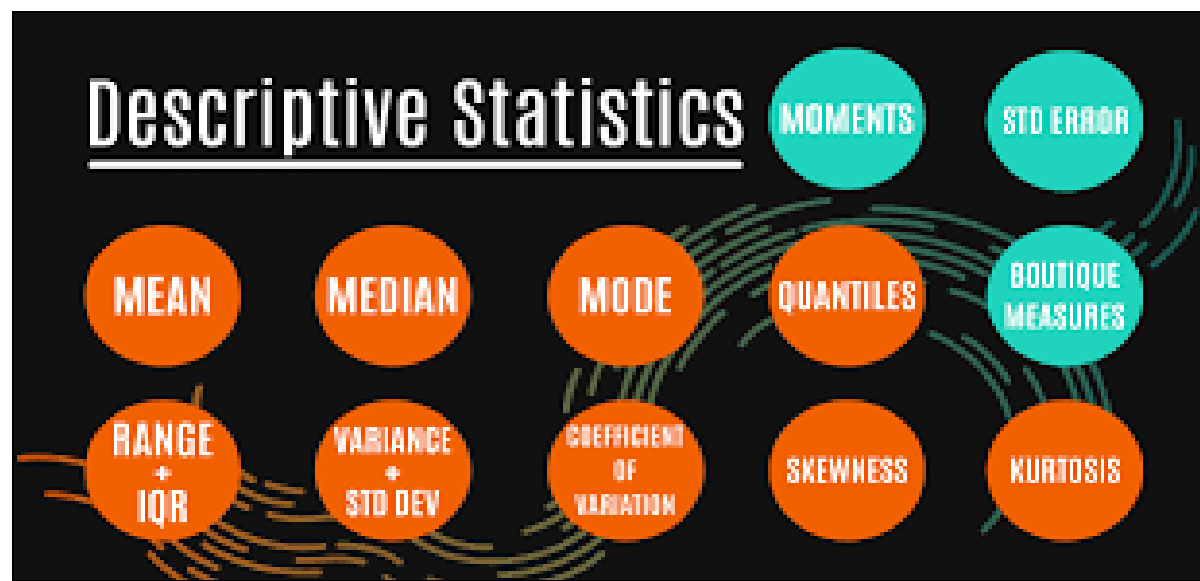 Descriptive Statistics
MOMENTS
STD ERROR
MEAN
MEDIAN
MODE
QUANTILES
BOUTIQUE
MEASURES
RANGE
+
IQR
VARIANCE
+
STD DEV
COEFFICIENT
OF
VARIATION
SKEWNESS
KURTOSIS